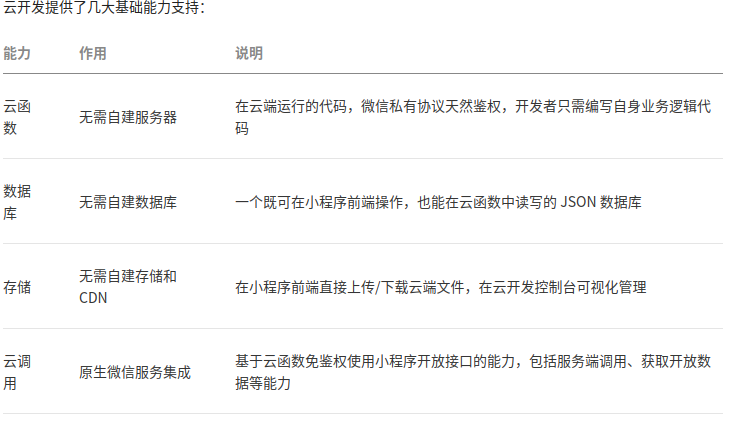 云开发提供了几大基础能力支持：
能力 作用 说明
云函
数
无需自建服务器
在云端运行的代码，微信私有协议天然鉴权，开发者只需编写自身业务逻辑代
码
数据
库
无需自建数据库
一个既可在小程序前端操作，也能在云函数中读写的 JSON 数据库
存储
无需自建存储和
CDN
在小程序前端直接上传/下载云端文件，在云开发控制台可视化管理
云调
用
原生微信服务集成
基于云函数免鉴权使用小程序开放接口的能力，包括服务端调用、获取开放数
据等能力